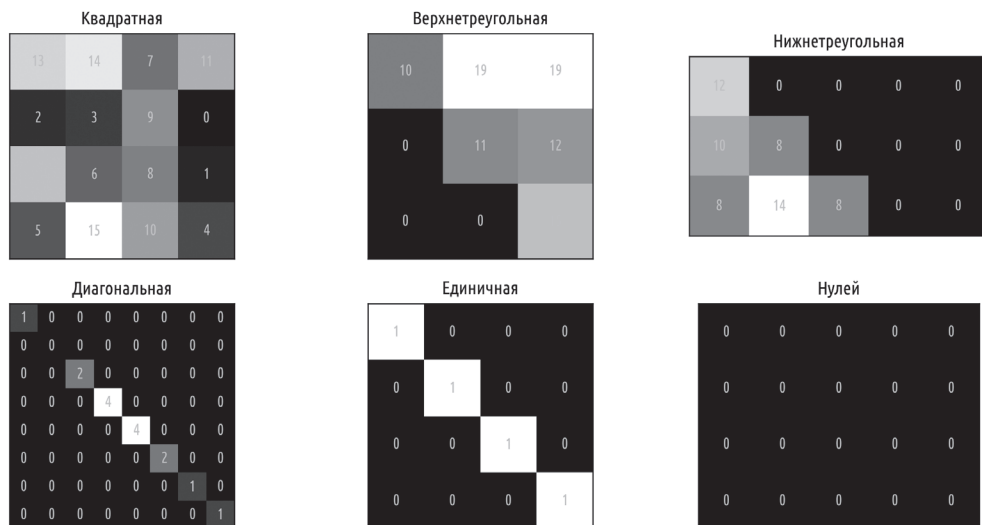 Квадратная
13 14 7 11
2 3 9 0
6 8 1
5 15 10 4
Верхнетреугольная
10 19 19
0 11 12
0 0
Нижнетреугольная
12 0 0 0 0
10 8 0 0 0
8 14 8 0 0
Диагональная
1 0 0 0 0 0 0 0
0 0 0 0 0 0 0 0
0 0 2 0 0 0 0 0
0 0 0 4 0 0 0 0
0 0 0 0 4 0 0 0
0 0 0 0 0 2 0 0
0 0 0 0 0 0 1 0
0 0 0 0 0 0 0 1
Единичная
1 0 0 0
0 1 0 0
0 0 1 0
0 0 0 1
Нулей
0 0 0 0 0
0 0 0 0 0
0 0 0 0 0
0 0 0 0 0